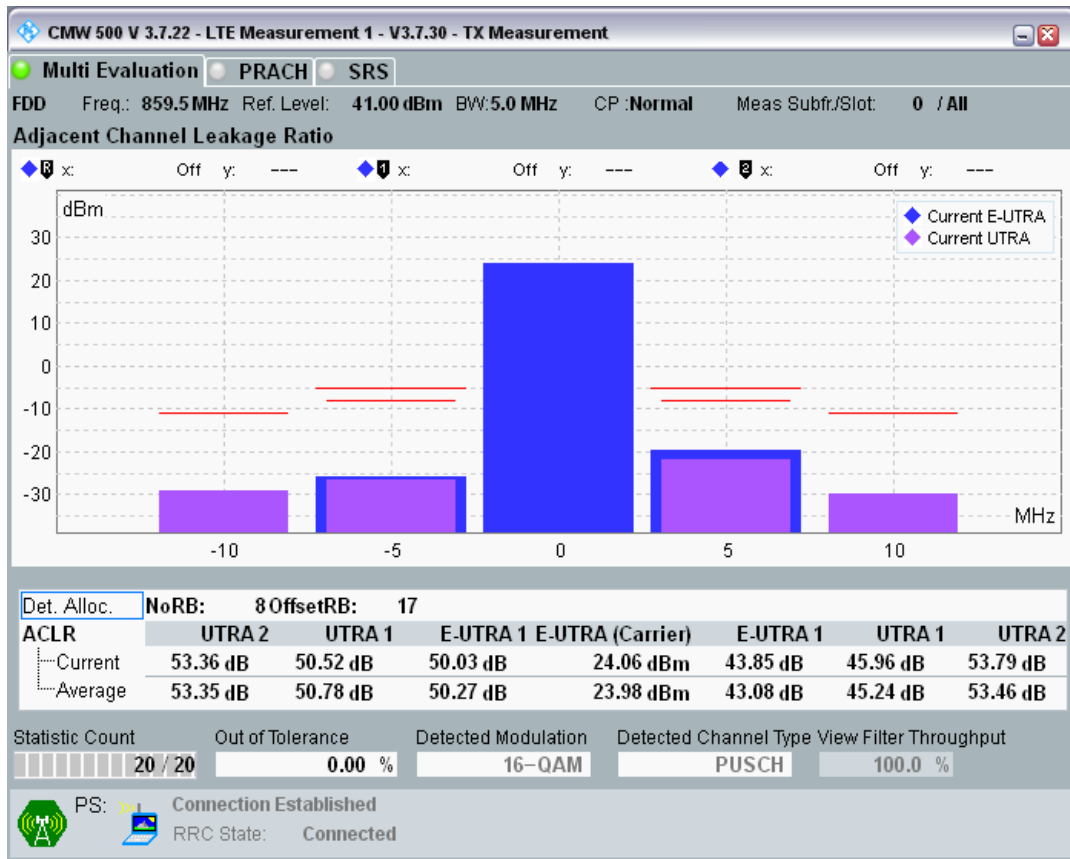 CMW 500 V 3.7.22 - LTE Measurement 1 - V3.7.30 - TX Measurement
Multi Evaluation PRACH SRS
FDD Freq.: 859.5 MHz Ref. Level: 41.00 dBm BW:5.0 MHz CP :Normal Meas Subfr./Slot: 0 / All
Adjacent Channel Leakage Ratio
R x: Off y: --- 1 x: Off y: --- 2 x: Off y: ---
dBm
Current E-UTRA
Current UTRA
30
20
10
0
-10
-20
-30
MHz
-10 -5 0 5 10
Det. Alloc. NoRB: 8 OffsetRB: 17
ACLR UTRA 2 UTRA 1 E-UTRA 1 E-UTRA (Carrier) E-UTRA 1 UTRA 1 UTRA 2
Current 53.36 dB 50.52 dB 50.03 dB 24.06 dBm 43.85 dB 45.96 dB 53.79 dB
Average 53.35 dB 50.78 dB 50.27 dB 23.98 dBm 43.08 dB 45.24 dB 53.46 dB
Statistic Count Out of Tolerance Detected Modulation Detected Channel Type View Filter Throughput
20 / 20 0.00 % 16-QAM PUSCH 100.0 %
PS: Connection Established
RRC State: Connected